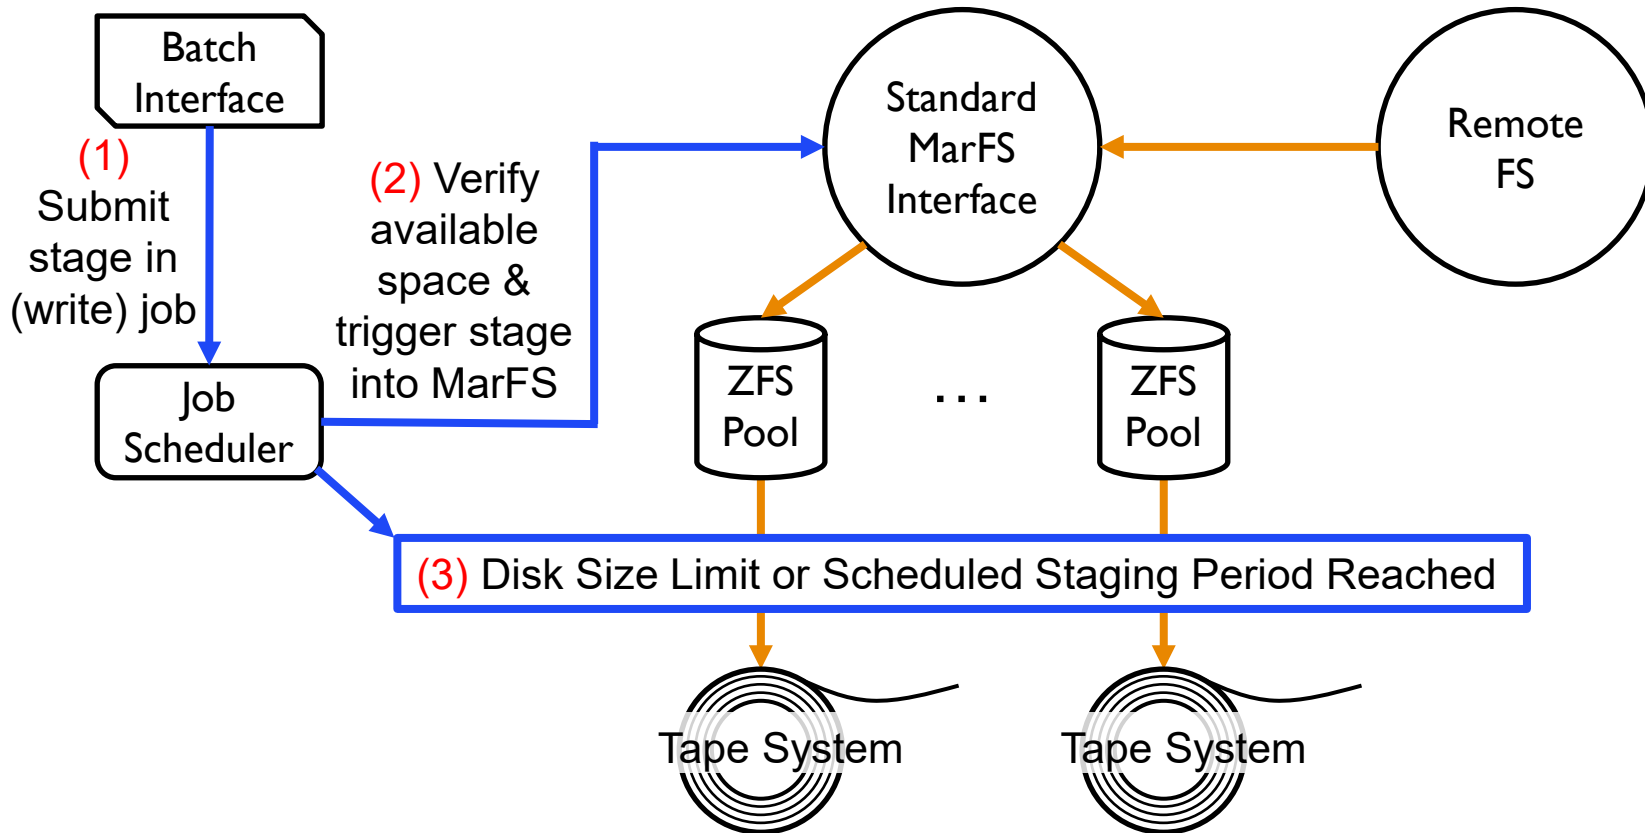 Batch
Interface
(1)
Submit
stage in
(write) job
Job
Scheduler
(2) Verify
available
space &
trigger stage
into MarFS
Standard
MarFS
Interface
Remote
FS
ZFS
Pool
...
ZFS
Pool
(3) Disk Size Limit or Scheduled Staging Period Reached
Tape System
Tape System